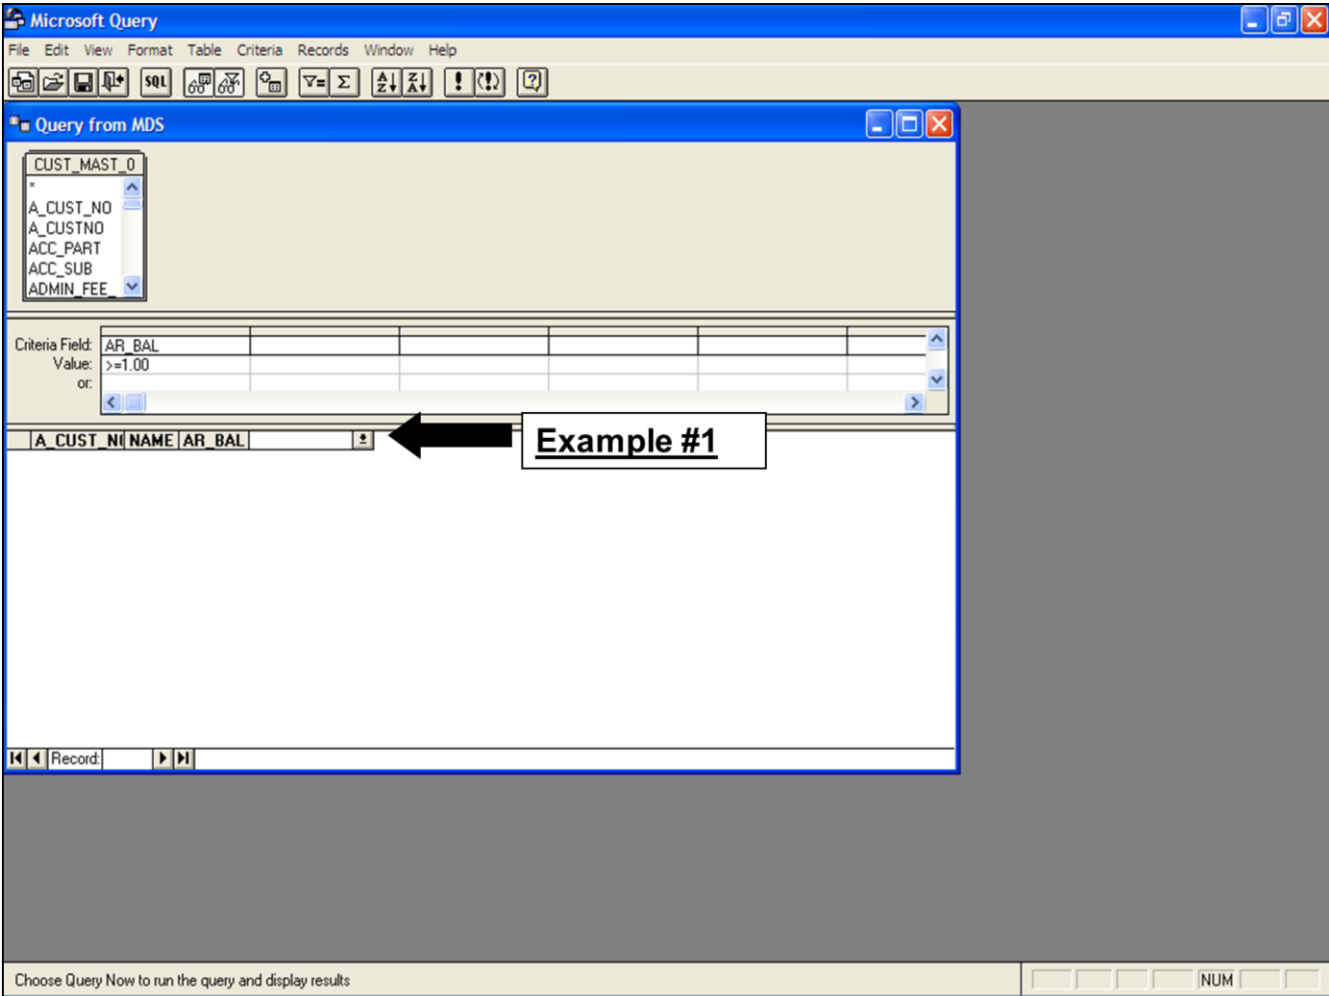 Microsoft Query
File Edit View Format Table Criteria Records Window Help
SQL
Query from MDS
CUST_MAST_0
*
A_CUST_NO
A_CUSTNO
ACC_PART
ACC_SUB
ADMIN_FEE_
Criteria Field: AR_BAL
Value: >=1.00
or:
A_CUST_N NAME AR_BAL
Example #1
Record:
Choose Query Now to run the query and display results NUM